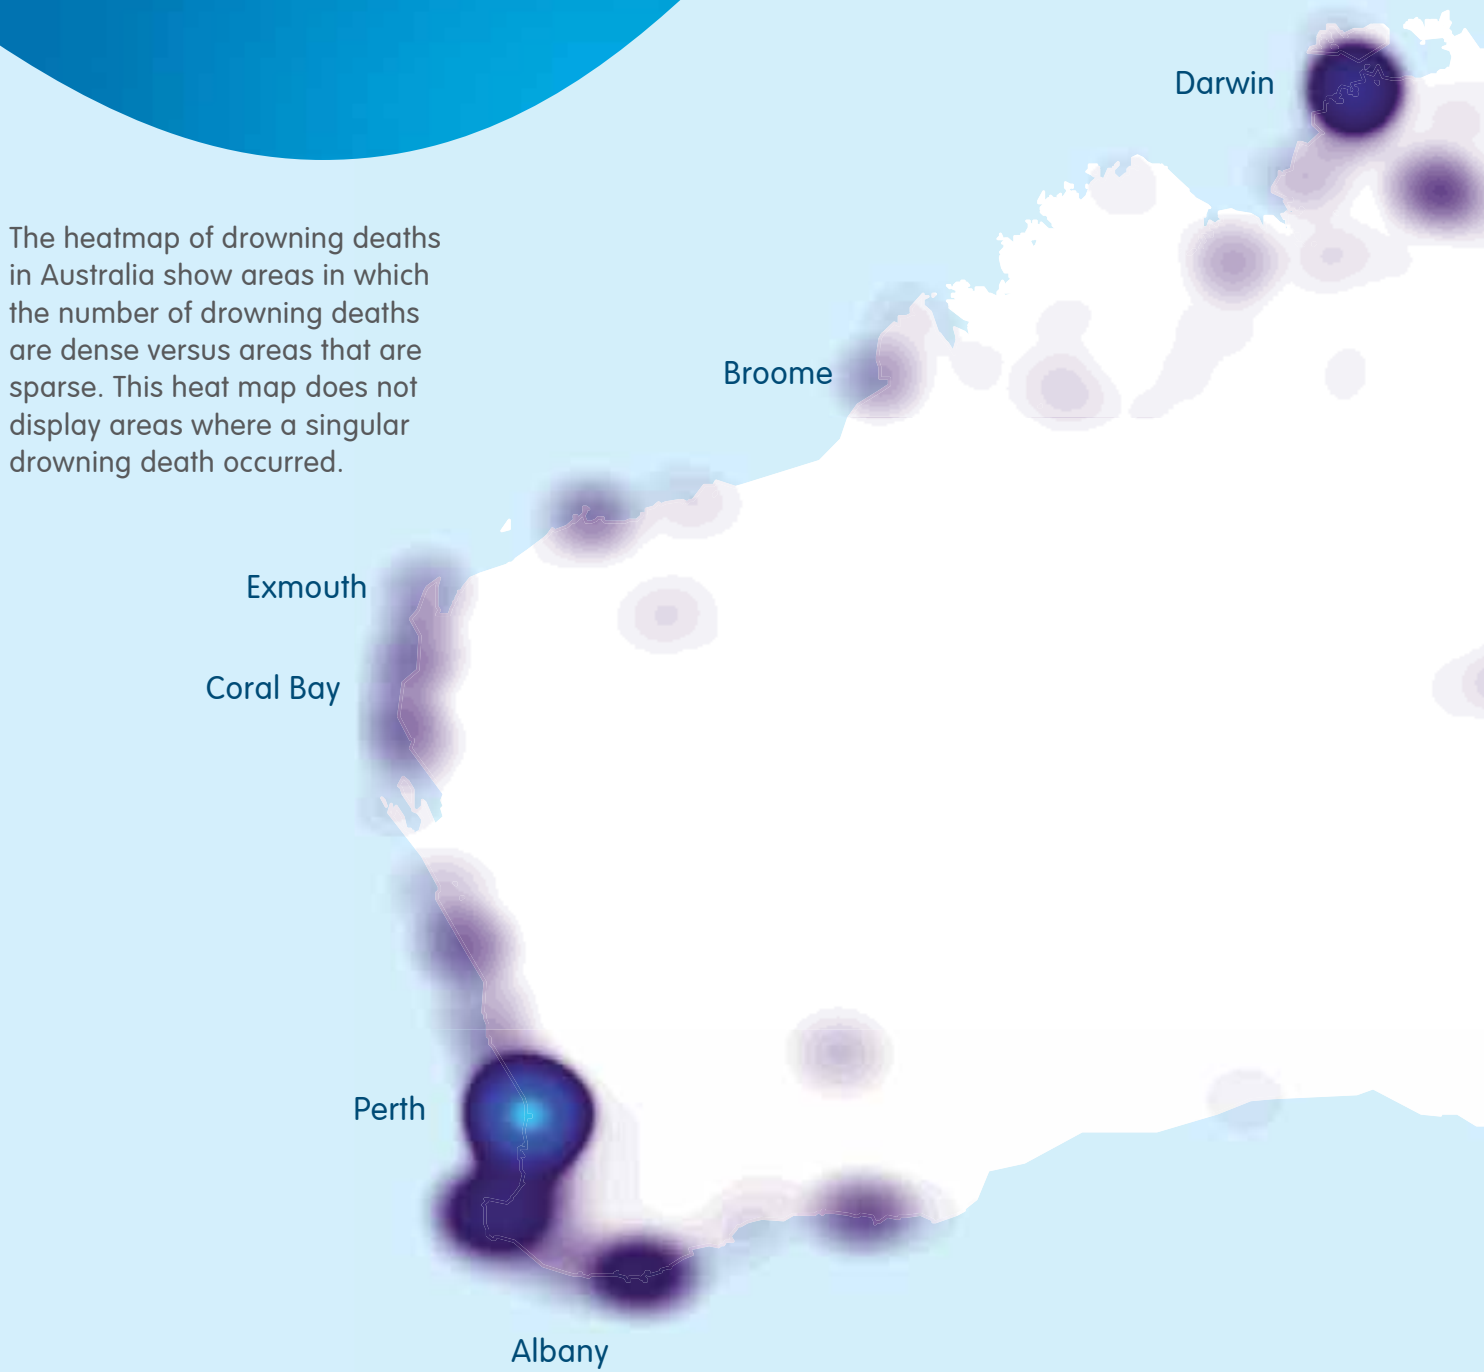 Darwin
The heatmap of drowning deaths
in Australia show areas in which
the number of drowning deaths
are dense versus areas that are
sparse. This heat map does not
display areas where a singular
drowning death occurred.
Broome
Exmouth
Coral Bay
Perth
Albany